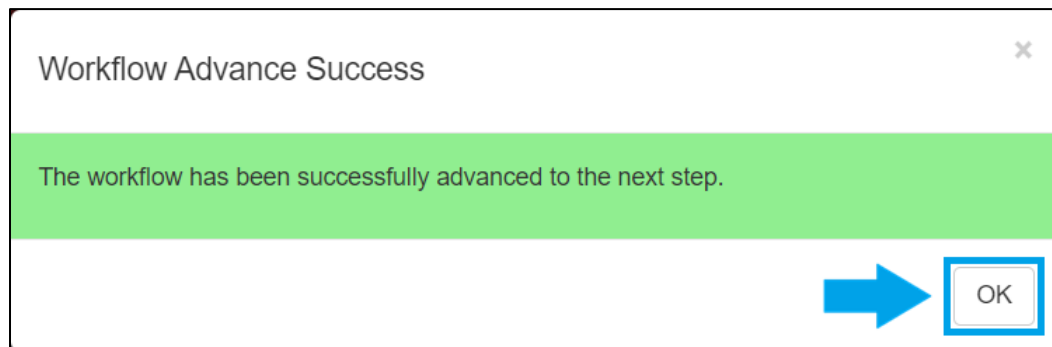 Workflow Advance Success
×
The workflow has been successfully advanced to the next step.
OK